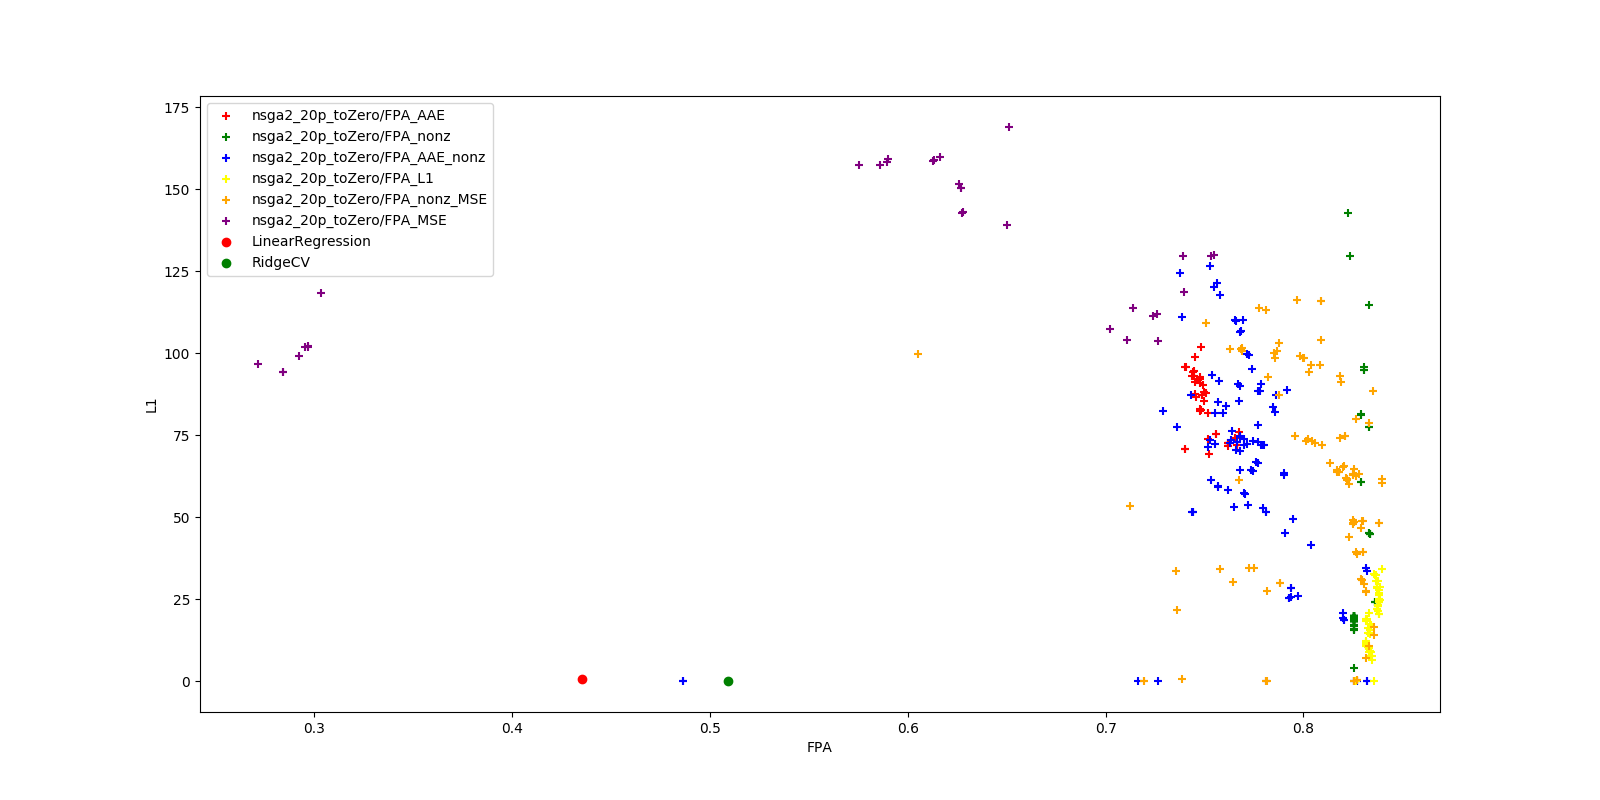 175
150
125
100
75
50
25
0
L1
nsga2_20p_toZero/FPA_AAE
nsga2_20p_toZero/FPA_nonz
nsga2_20p_toZero/FPA_AAE_nonz
nsga2_20p_toZero/FPA_L1
nsga2_20p_toZero/FPA_nonz_MSE
nsga2_20p_toZero/FPA_MSE
LinearRegression
RidgeCV
0.3 0.4 0.5 0.6 0.7 0.8
FPA